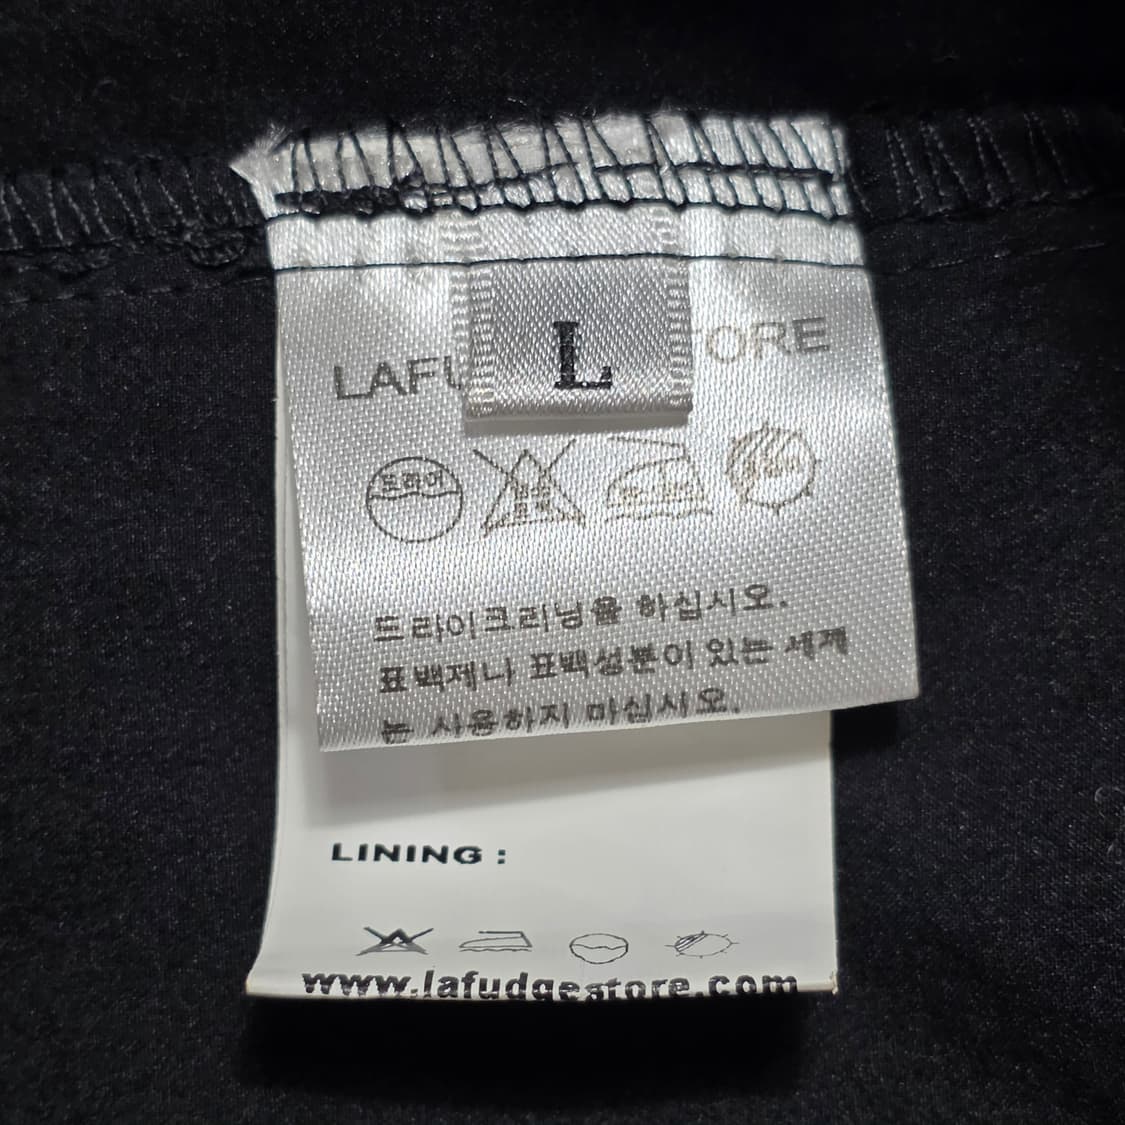 L
LAFU ORE
드라이
드라이크리닝을 하십시오.
표백제나 표백성분이 있는 세제
는 사용하지 마십시오.
LINING :
www.lafudgestore.com